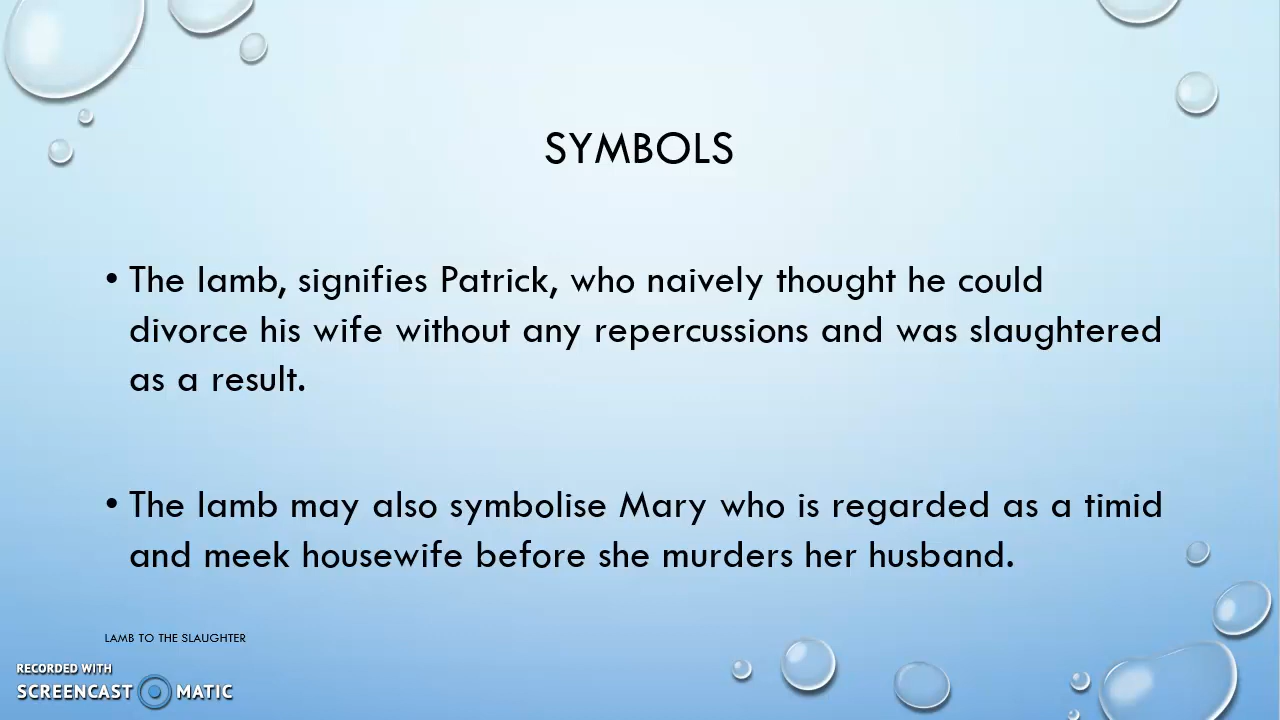 SYMBOLS
• The lamb, signifies Patrick, who naively thought he could
divorce his wife without any repercussions and was slaughtered
as a result.
• The lamb may also symbolise Mary who is regarded as a timid
and meek housewife before she murders her husband.
LAMB TO THE SLAUGHTER
RECORDED WITH
SCREENCAST MATIC